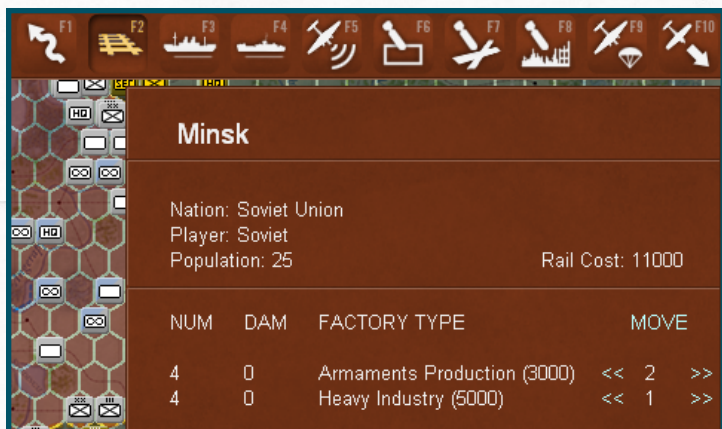 F1 F2 F3 F4 F5 F6 F7 F8 F9 F10
HQ
Minsk
HQ
Nation: Soviet Union
Player: Soviet
Population: 25 Rail Cost: 11000
NUM DAM FACTORY TYPE MOVE
4 0 Armaments Production (3000) << 2 >>
4 0 Heavy Industry (5000) << 1 >>